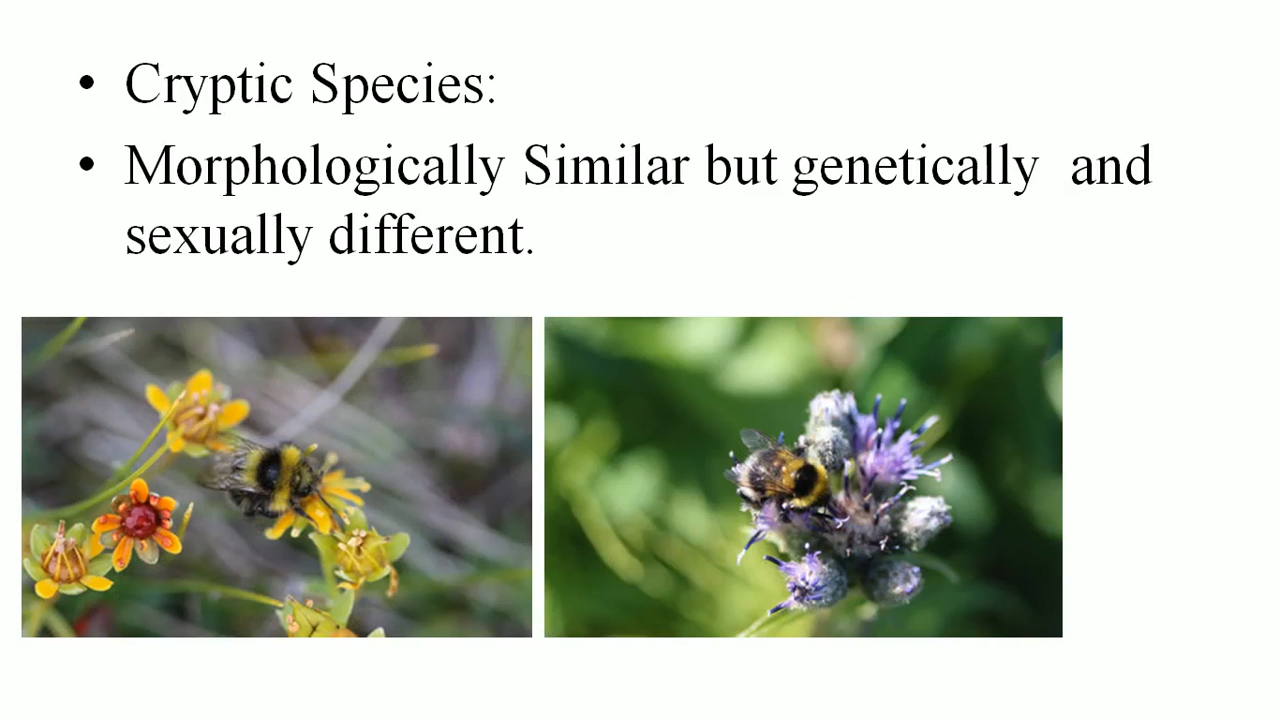 • Cryptic Species:
• Morphologically Similar but genetically  and
sexually different.